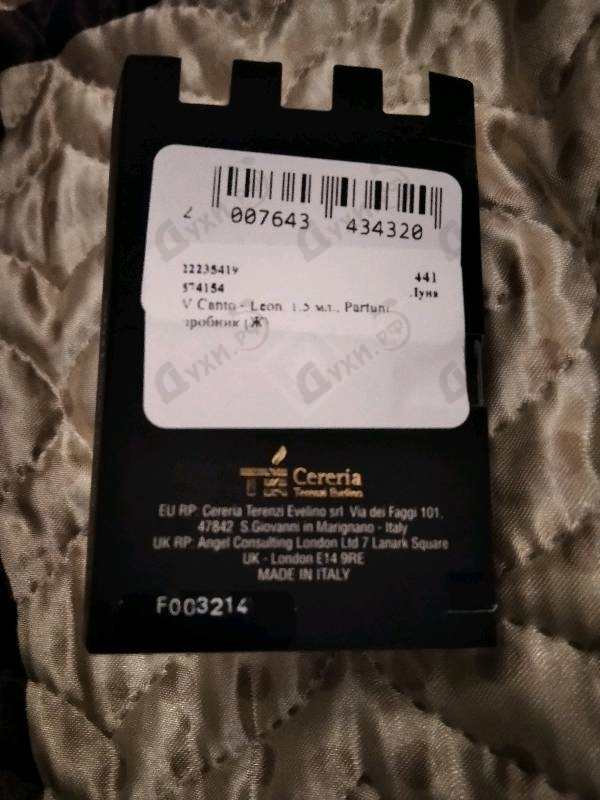 2 007643 434320
22235419 441
574154 Луна
V Canto - Leon, 1.5 мл., Parfum,
пробник (Ж)
Cereria
Terenzi Evelino
EU RP: Cereria Terenzi Evelino srl Via dei Faggi 101,
47842 S.Giovanni in Marignano - Italy
UK RP: Angel Consulting London Ltd 7 Lanark Square
UK - London E14 9RE
MADE IN ITALY
F003214
Духи.рф